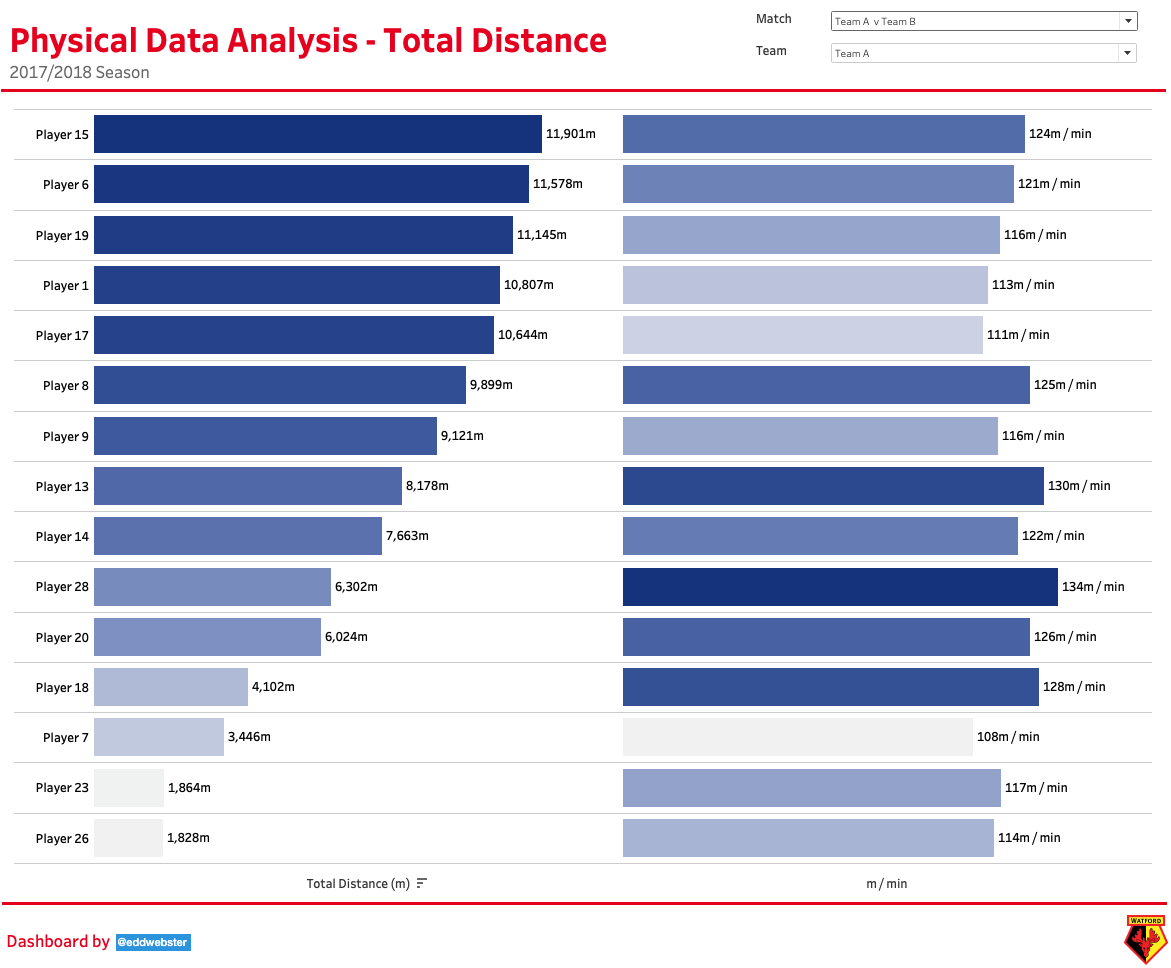 Physical Data Analysis - Total Distance
2017/2018 Season
Match Team A v Team B
Team Team A
Player 15 11,901m 124m / min
Player 6 11,578m 121m / min
Player 19 11,145m 116m / min
Player 1 10,807m 113m / min
Player 17 10,644m 111m / min
Player 8 9,899m 125m / min
Player 9 9,121m 116m / min
Player 13 8,178m 130m / min
Player 14 7,663m 122m / min
Player 28 6,302m 134m / min
Player 20 6,024m 126m / min
Player 18 4,102m 128m / min
Player 7 3,446m 108m / min
Player 23 1,864m 117m / min
Player 26 1,828m 114m / min
Total Distance (m) m / min
Dashboard by @eddwebster
WATFORD